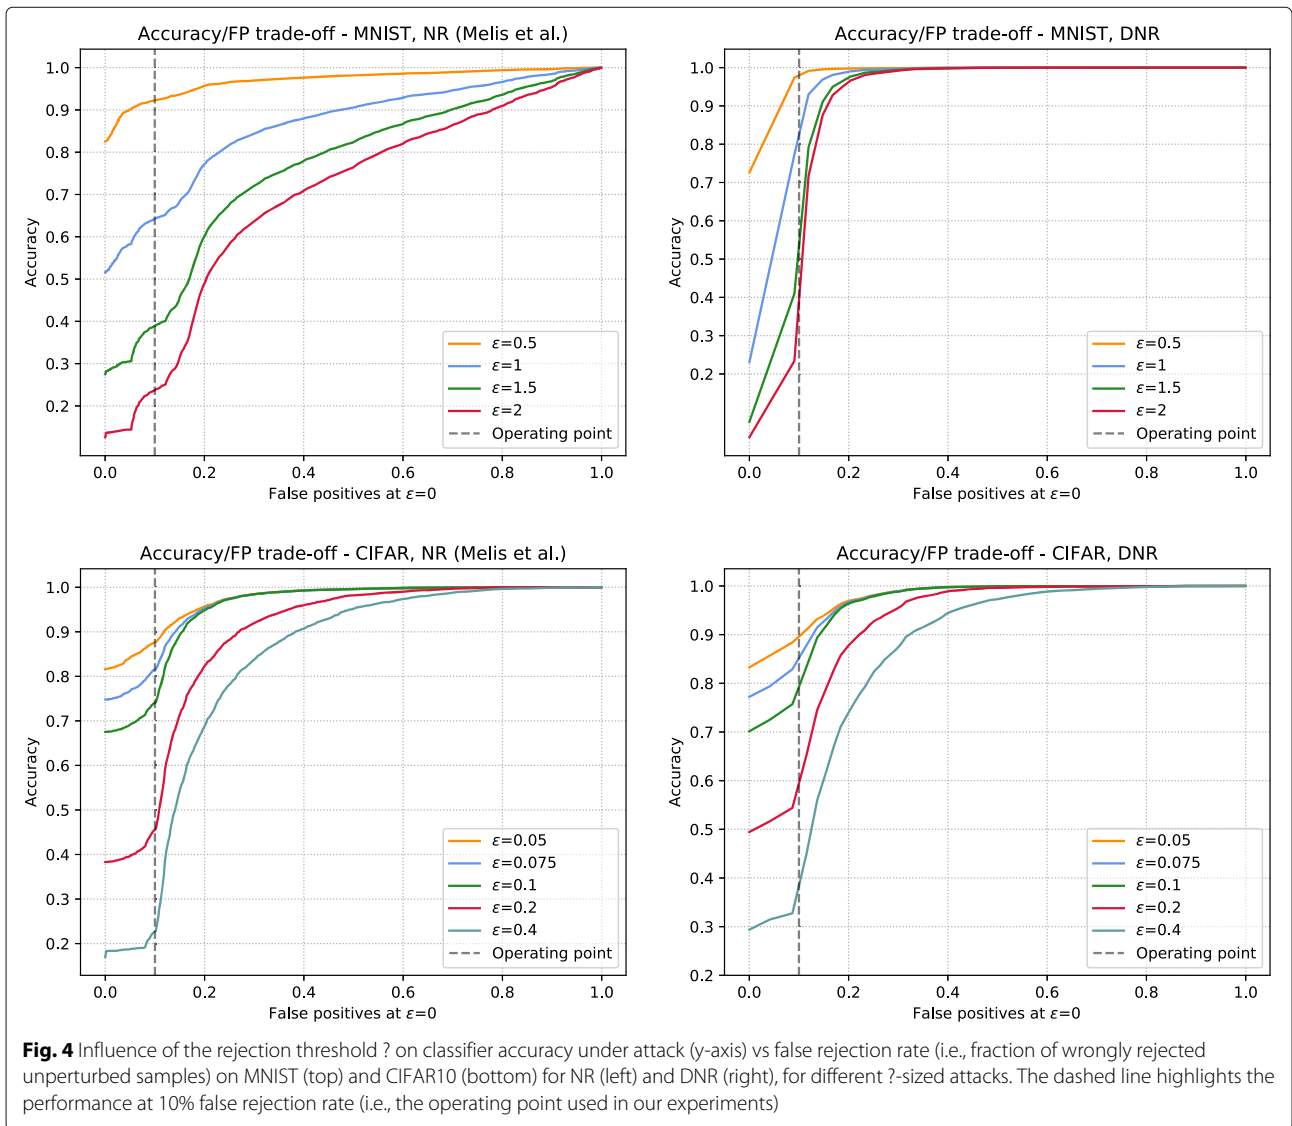 Accuracy/FP trade-off - MNIST, NR (Melis et al.)
1.0
0.9
0.8
0.7
0.6
0.5
0.4
0.3
0.2
Accuracy
ε=0.5
ε=1
ε=1.5
ε=2
Operating point
0.0 0.2 0.4 0.6 0.8 1.0
False positives at ε=0
Accuracy/FP trade-off - MNIST, DNR
1.0
0.9
0.8
0.7
0.6
0.5
0.4
0.3
0.2
Accuracy
ε=0.5
ε=1
ε=1.5
ε=2
Operating point
0.0 0.2 0.4 0.6 0.8 1.0
False positives at ε=0
Accuracy/FP trade-off - CIFAR, NR (Melis et al.)
1.0
0.9
0.8
0.7
0.6
0.5
0.4
0.3
0.2
Accuracy
ε=0.05
ε=0.075
ε=0.1
ε=0.2
ε=0.4
Operating point
0.0 0.2 0.4 0.6 0.8 1.0
False positives at ε=0
Accuracy/FP trade-off - CIFAR, DNR
1.0
0.9
0.8
0.7
0.6
0.5
0.4
0.3
0.2
Accuracy
ε=0.05
ε=0.075
ε=0.1
ε=0.2
ε=0.4
Operating point
0.0 0.2 0.4 0.6 0.8 1.0
False positives at ε=0
Fig. 4 Influence of the rejection threshold ? on classifier accuracy under attack (y-axis) vs false rejection rate (i.e., fraction of wrongly rejected
unperturbed samples) on MNIST (top) and CIFAR10 (bottom) for NR (left) and DNR (right), for different ?-sized attacks. The dashed line highlights the
performance at 10% false rejection rate (i.e., the operating point used in our experiments)